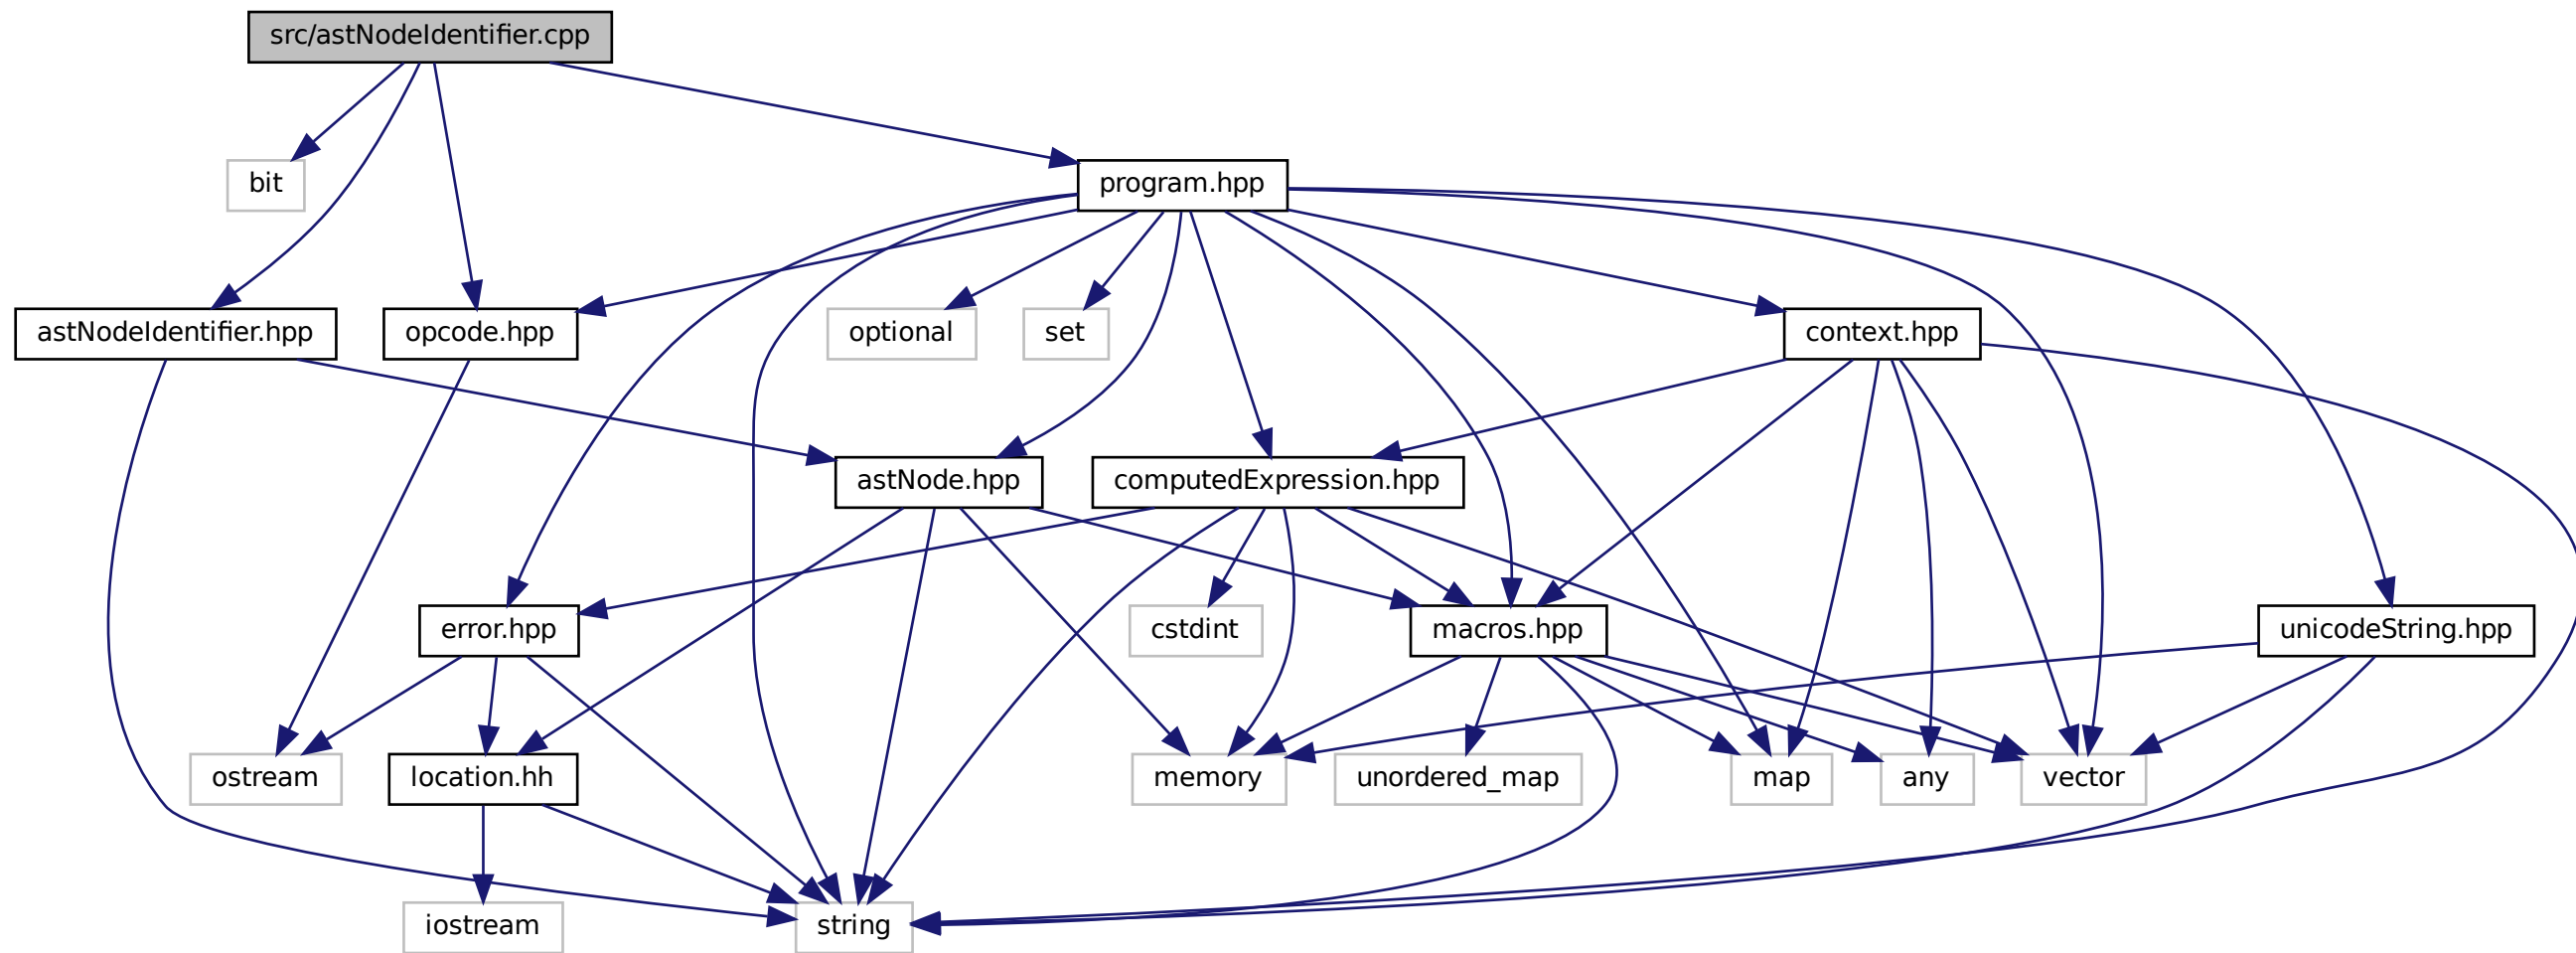 src/astNodeIdentifier.cpp
bit
program.hpp
astNodeIdentifier.hpp
opcode.hpp
optional
set
context.hpp
astNode.hpp
computedExpression.hpp
error.hpp
cstdint
macros.hpp
unicodeString.hpp
ostream
location.hh
memory
unordered_map
map
any
vector
iostream
string